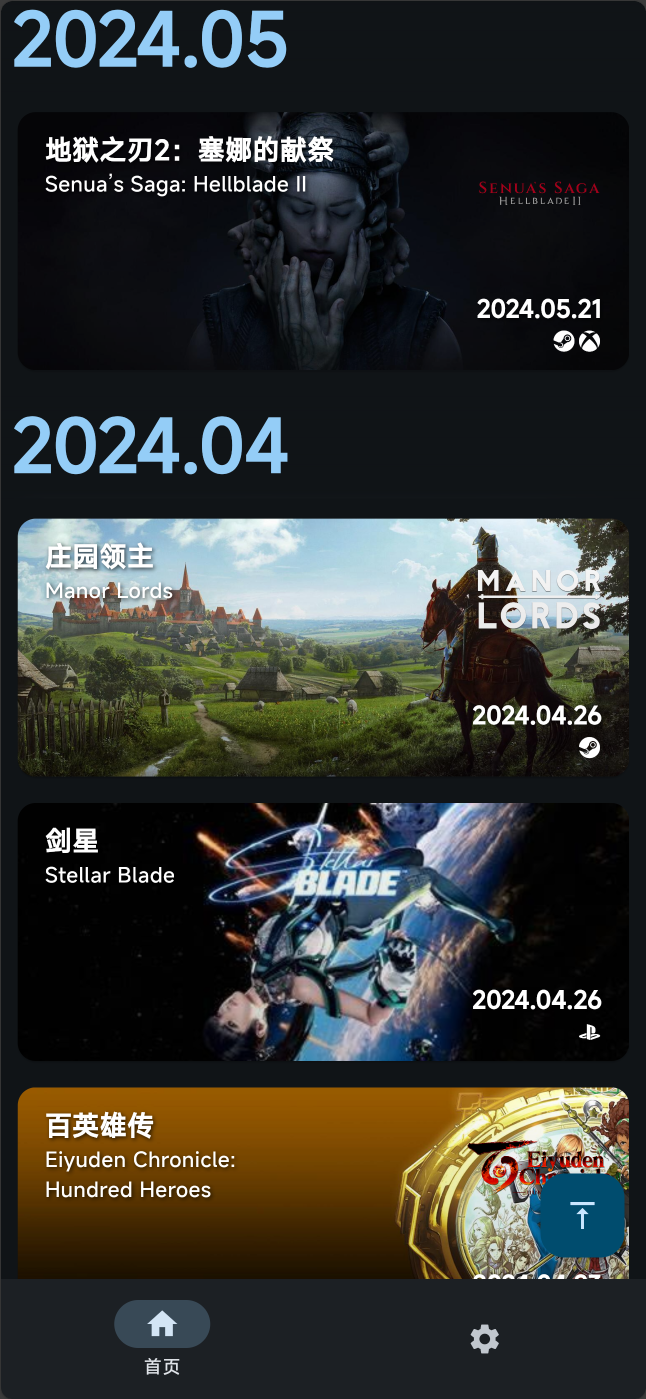 2024.05
地狱之刃2：塞娜的献祭
Senua's Saga: Hellblade II
SENUA'S SAGA
HELLBLADE II
2024.05.21
2024.04
庄园领主
Manor Lords
MANOR
LORDS
2024.04.26
剑星
Stellar Blade
Stellar
BLADE
2024.04.26
百英雄传
Eiyuden Chronicle:
Hundred Heroes
Eiyuden
首页